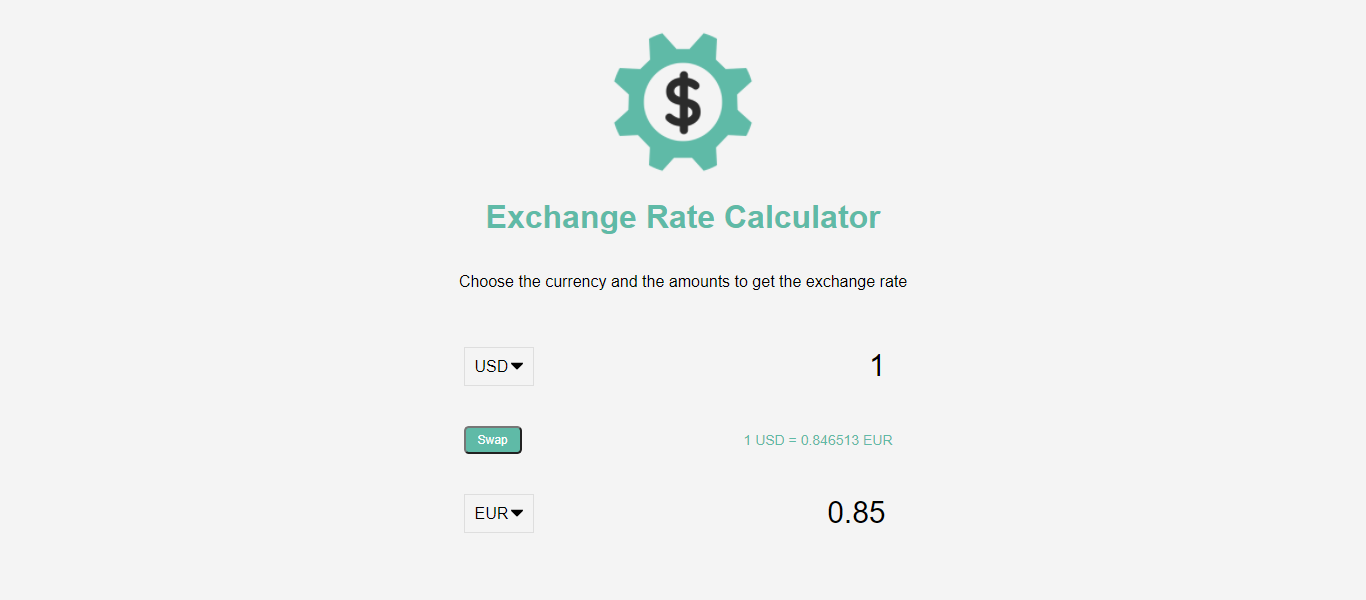 $
Exchange Rate Calculator
Choose the currency and the amounts to get the exchange rate
USD 1
Swap 1 USD = 0.846513 EUR
EUR 0.85